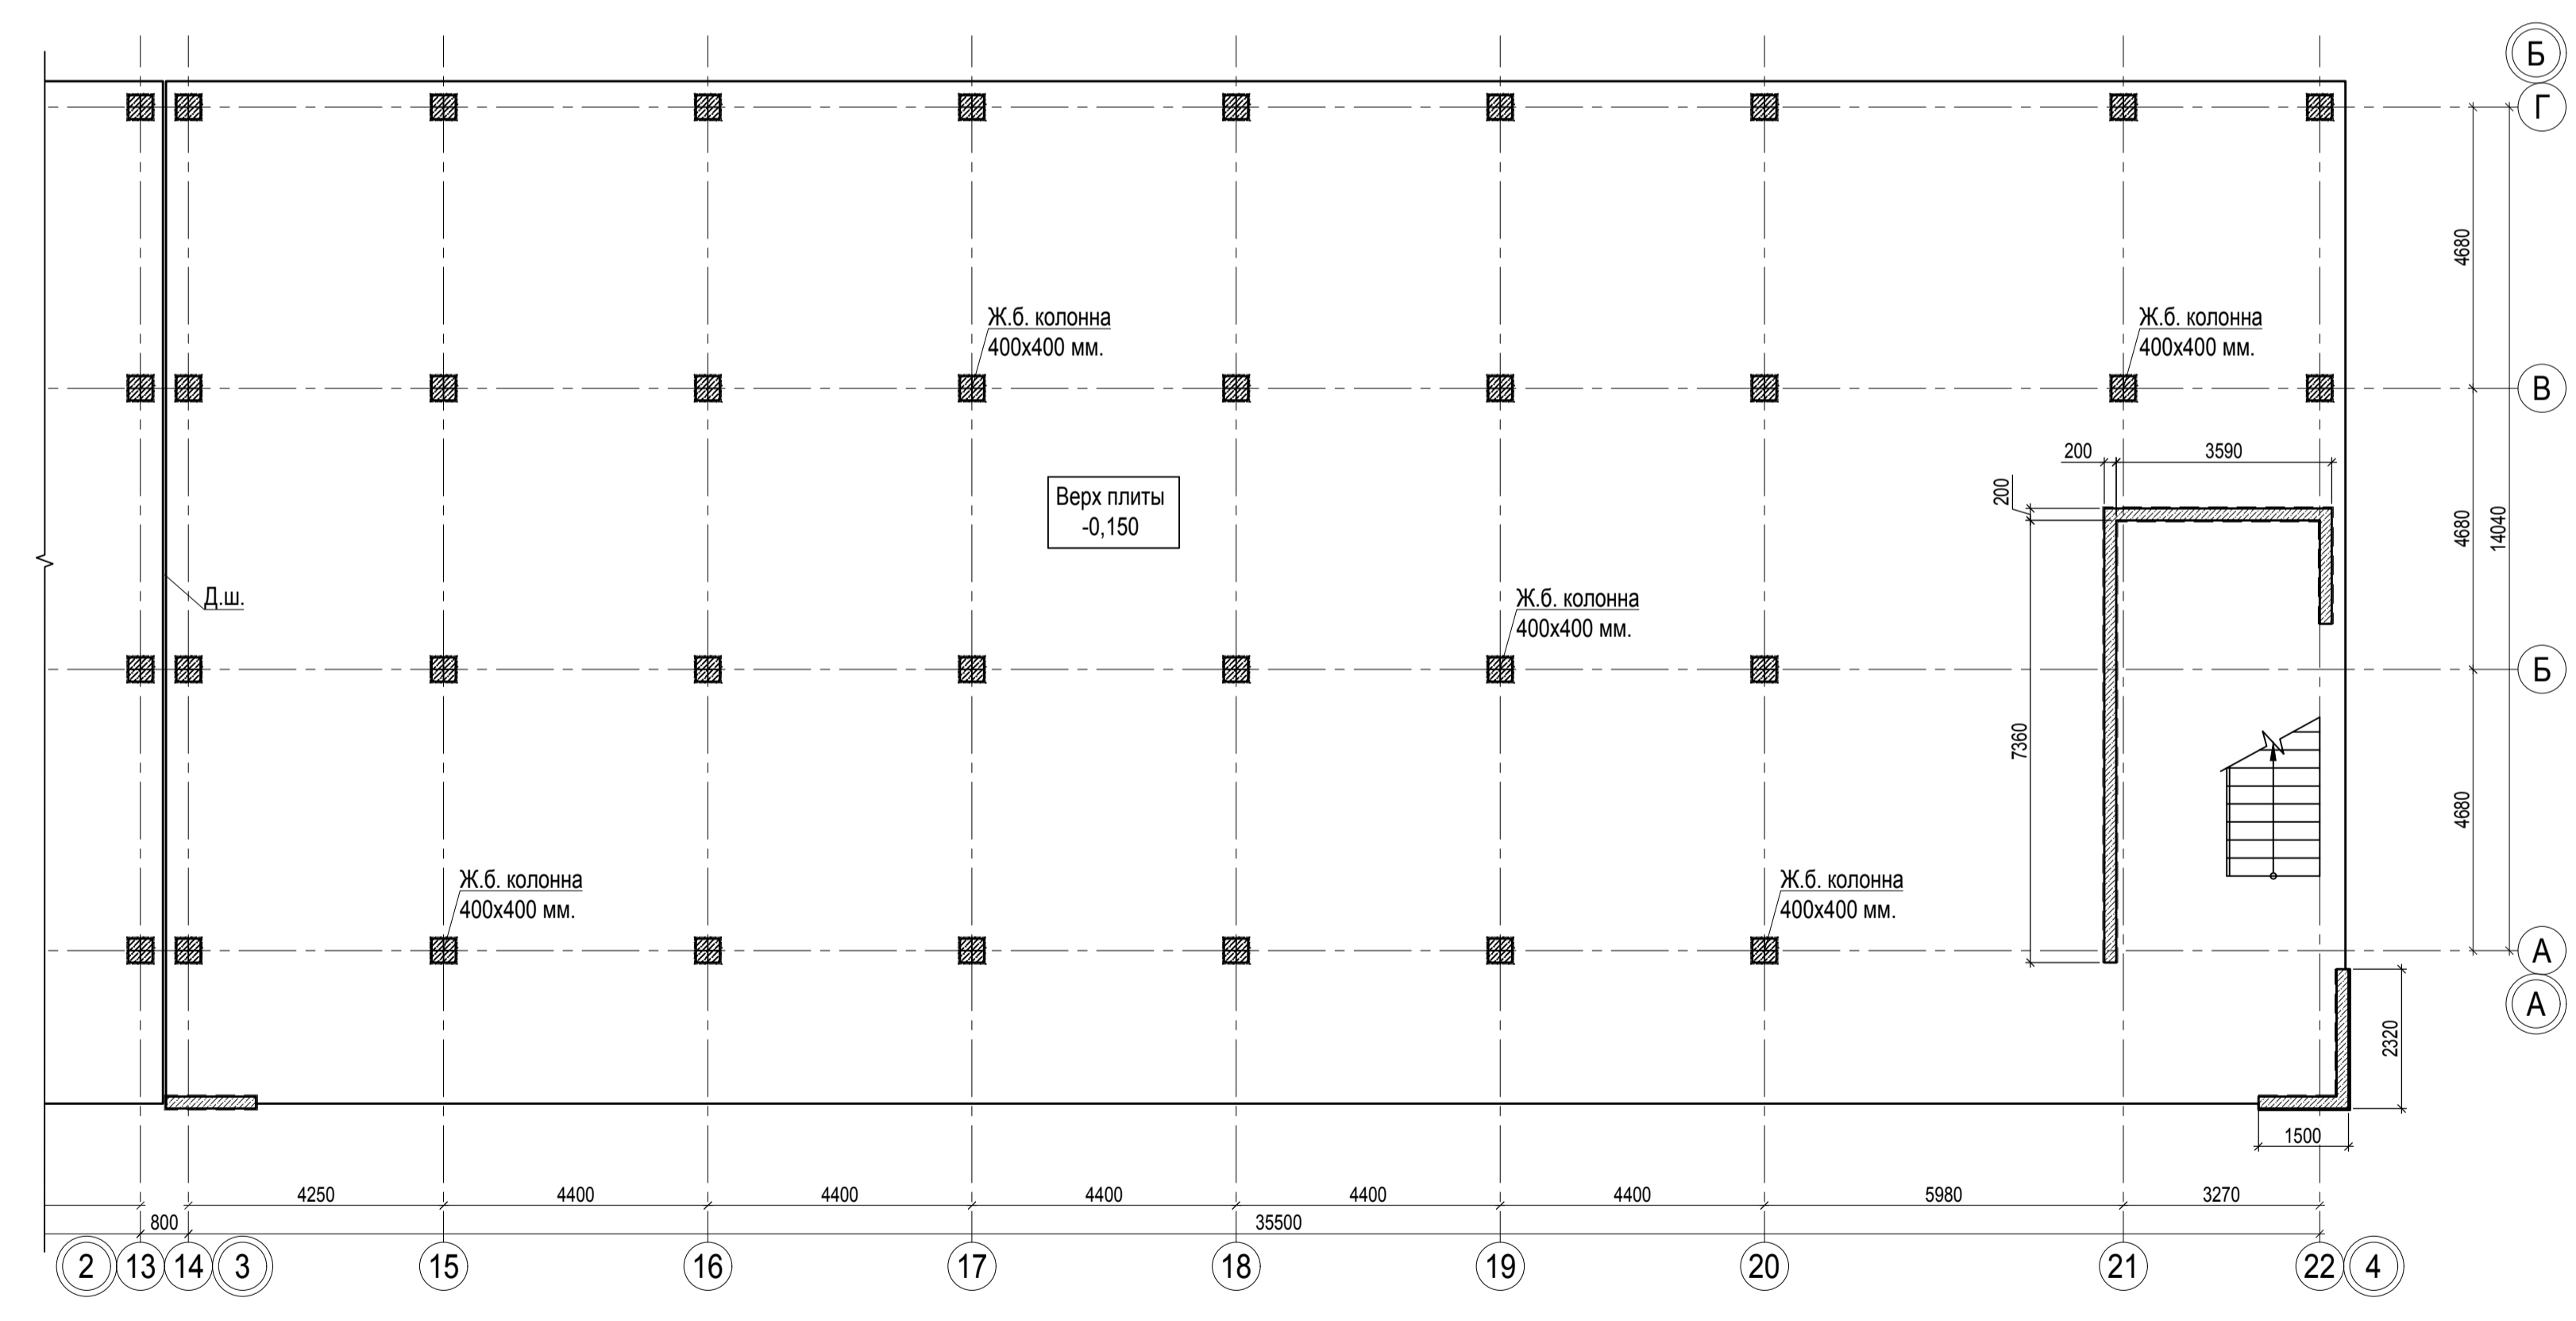 Б
Г
Ж.б. колонна
400х400 мм.
Ж.б. колонна
400х400 мм.
4680
В
200
3590
200
Верх плиты
-0,150
4680
14040
Д.ш.
Ж.б. колонна
400х400 мм.
Б
7360
4680
Ж.б. колонна
400х400 мм.
Ж.б. колонна
400х400 мм.
А
А
2320
1500
4250
4400
4400
4400
4400
4400
5980
3270
800
35500
2
13
14
3
15
16
17
18
19
20
21
22
4